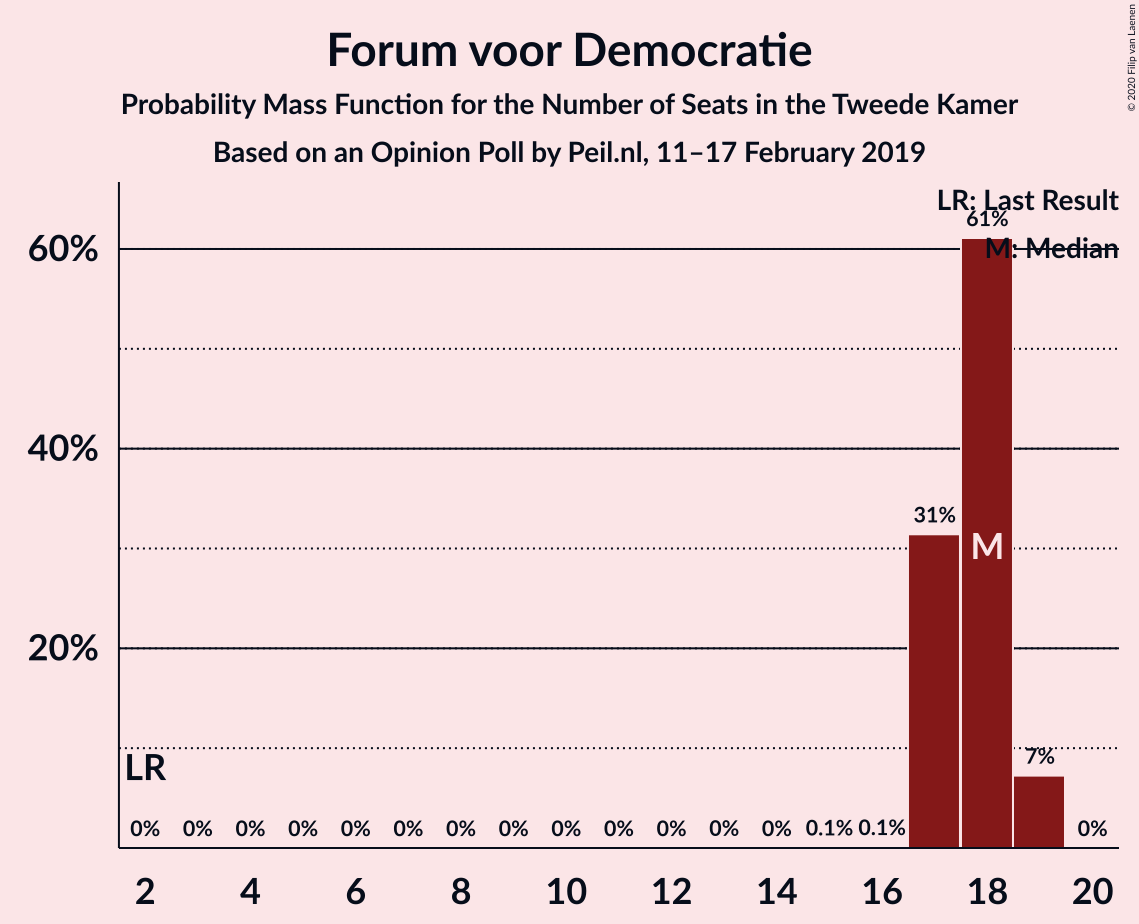 Forum voor Democratie
Probability Mass Function for the Number of Seats in the Tweede Kamer
Based on an Opinion Poll by Peil.nl, 11–17 February 2019
© 2020 Filip van Laenen
LR: Last Result
M: Median
60%
40%
20%
61%
31%
M
7%
LR
0% 0% 0% 0% 0% 0% 0% 0% 0% 0% 0% 0% 0% 0.1% 0.1% 0%
2 4 6 8 10 12 14 16 18 20